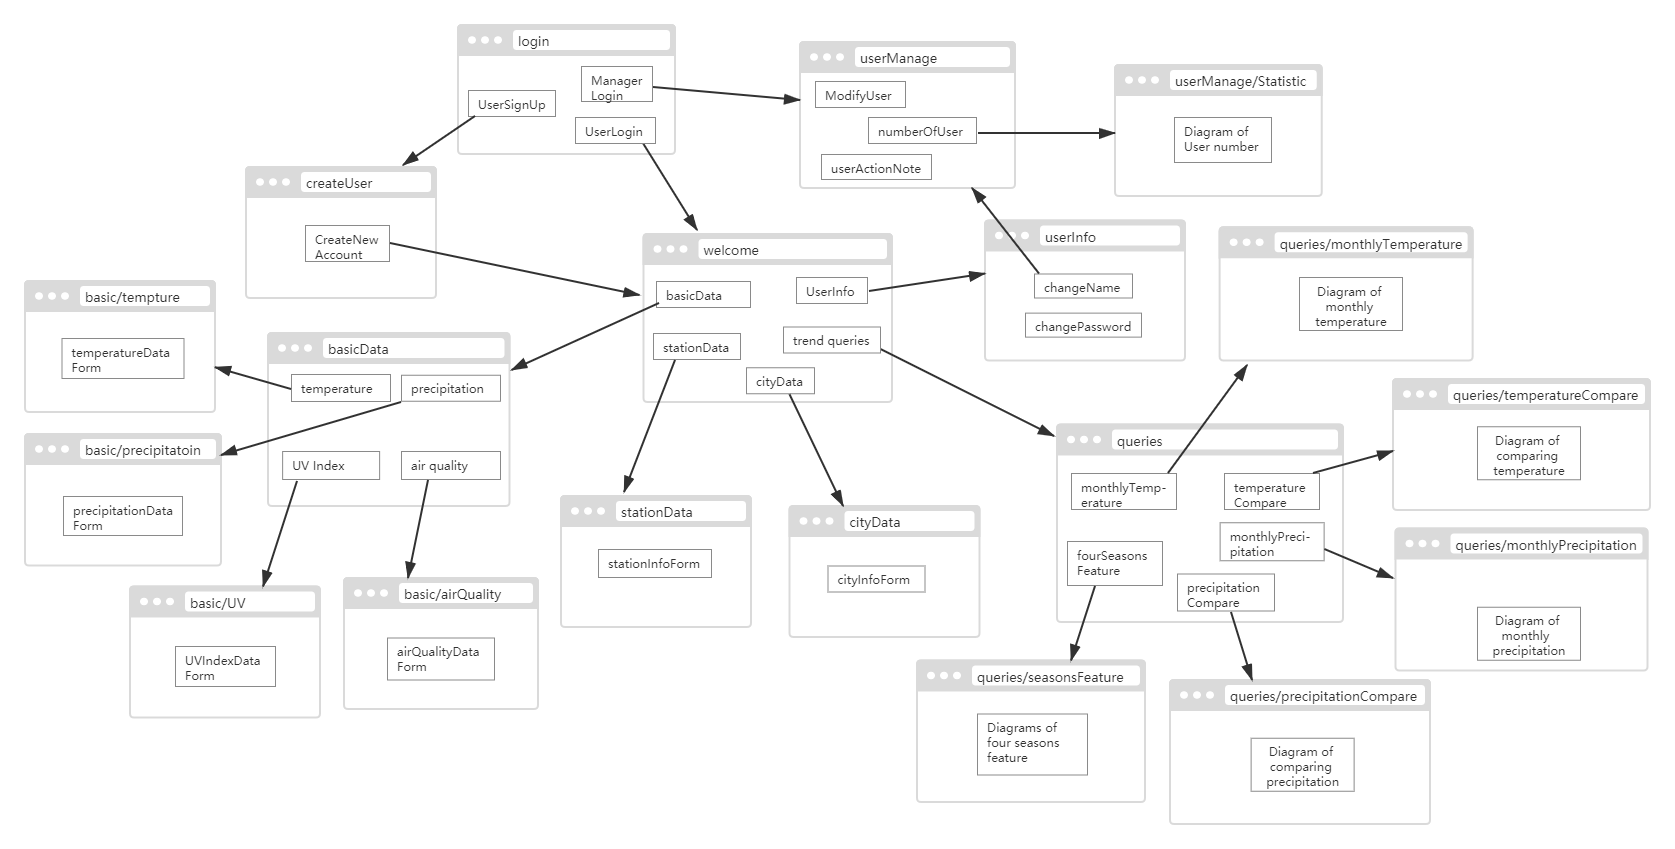 login
Manager
Login
UserSignUp
UserLogin
userManage
ModifyUser
numberOfUser
userActionNote
userManage/Statistic
Diagram of
User number
createUser
CreateNew
Account
welcome
basicData
UserInfo
stationData
trend queries
cityData
userInfo
changeName
changePassword
queries/monthlyTemperature
Diagram of
monthly
temperature
basic/tempture
temperatureData
Form
basicData
temperature
precipitation
UV Index
air quality
basic/precipitatoin
precipitationData
Form
queries/temperatureCompare
Diagram of
comparing
temperature
queries
monthlyTemp-
erature
temperature
Compare
monthlyPreci-
pitation
fourSeasons
Feature
precipitation
Compare
stationData
stationInfoForm
cityData
cityInfoForm
queries/monthlyPrecipitation
Diagram of
monthly
precipitation
basic/UV
UVIndexData
Form
basic/airQuality
airQualityData
Form
queries/seasonsFeature
Diagrams of
four seasons
feature
queries/precipitationCompare
Diagram of
comparing
precipitation